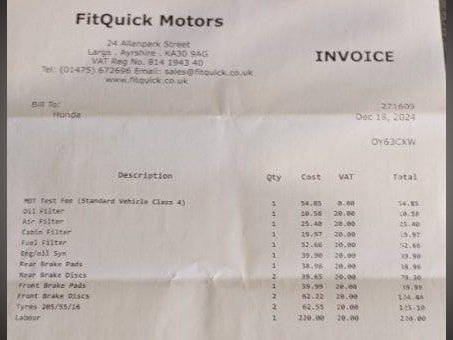 FitQuick Motors
24 Allanpark Street
Largs . Ayrshire . KA30 9AG
VAT Reg No. 814 1943 40
Tel: (01475) 672696 Email: sales@fitquick.co.uk
www.fitquick.co.uk
INVOICE
Bill To:
Honda
271609
Dec 18, 2024
OY63CXW
Description Qty Cost VAT Total
MOT Test Fee (Standard Vehicle Class 4) 1 54.85 0.00 54.85
Oil Filter 1 10.58 20.00 10.58
Air Filter 1 25.40 20.00 25.40
Cabin Filter 1 19.97 20.00 19.97
Fuel Filter 1 52.66 20.00 52.66
Eng/oil Syn 1 39.90 20.00 39.90
Rear Brake Pads 1 38.96 20.00 38.96
Rear Brake Discs 2 39.65 20.00 79.30
Front Brake Pads 1 39.99 20.00 39.99
Front Brake Discs 2 62.22 20.00 124.44
Tyres 205/55/16 2 62.55 20.00 125.10
Labour 1 220.00 20.00 220.00